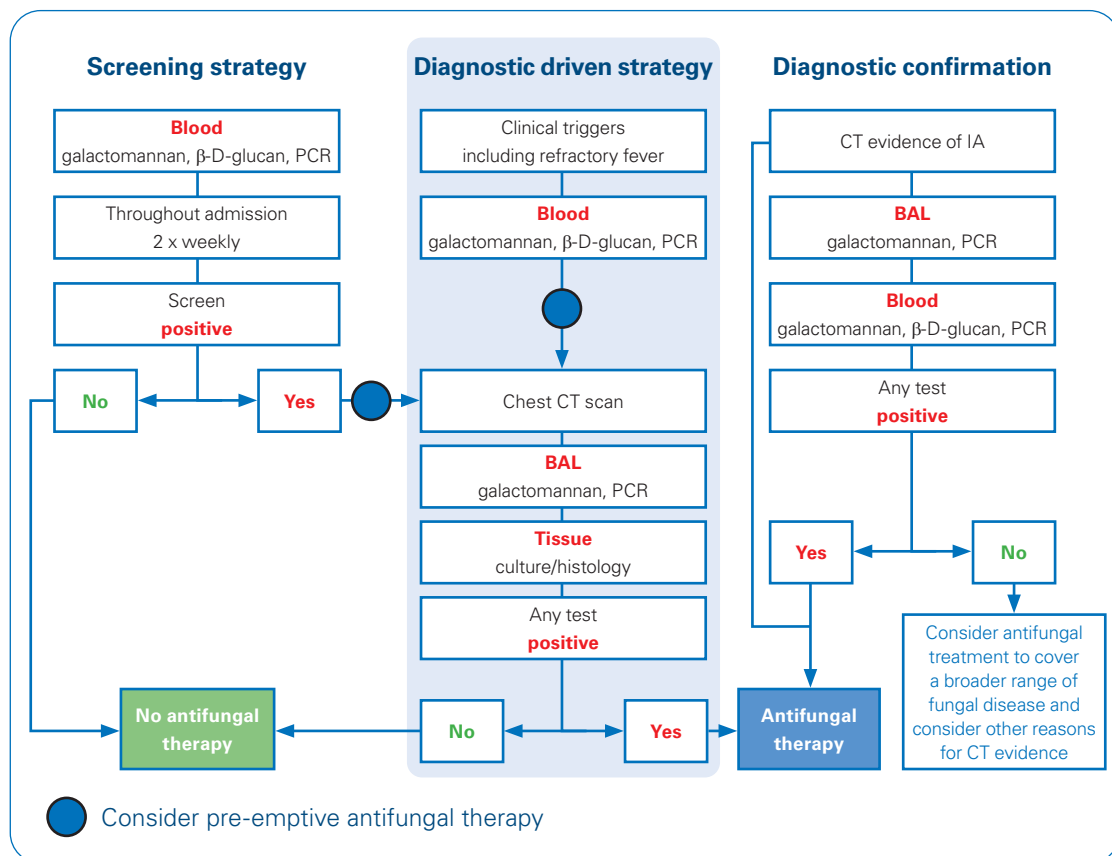 Screening strategy
Blood
galactomannan, β-D-glucan, PCR
Throughout admission
2 x weekly
Screen
positive
No
Yes
Diagnostic driven strategy
Clinical triggers
including refractory fever
Blood
galactomannan, β-D-glucan, PCR
Chest CT scan
BAL
galactomannan, PCR
Tissue
culture/histology
Any test
positive
No
Yes
Diagnostic confirmation
CT evidence of IA
BAL
galactomannan, PCR
Blood
galactomannan, β-D-glucan, PCR
Any test
positive
Yes
No
Consider antifungal
treatment to cover
a broader range of
fungal disease and
consider other reasons
for CT evidence
No antifungal
therapy
Antifungal
therapy
Consider pre-emptive antifungal therapy